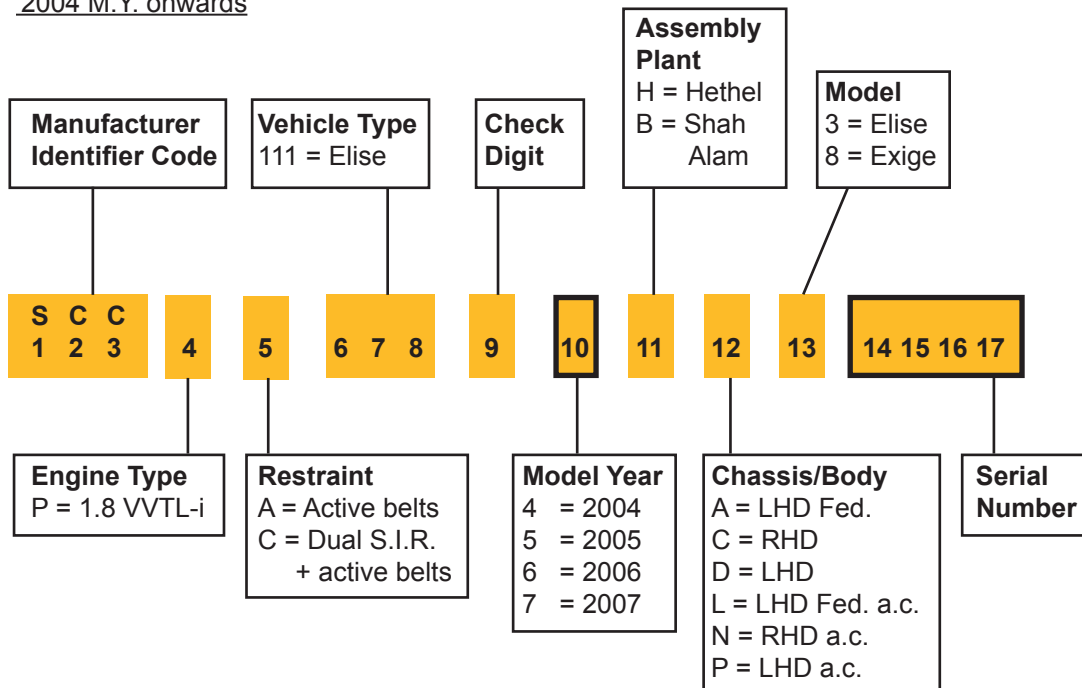 2004 M.Y. onwards
Assembly
Plant
H = Hethel
B = Shah
Alam
Manufacturer
Identifier Code
Vehicle Type
111 = Elise
Check
Digit
Model
3 = Elise
8 = Exige
S C C
1 2 3 4 5 6 7 8 9 10 11 12 13 14 15 16 17
Engine Type
P = 1.8 VVTL-i
Restraint
A = Active belts
C = Dual S.I.R.
+ active belts
Model Year
4 = 2004
5 = 2005
6 = 2006
7 = 2007
Chassis/Body
A = LHD Fed.
C = RHD
D = LHD
L = LHD Fed. a.c.
N = RHD a.c.
P = LHD a.c.
Serial
Number